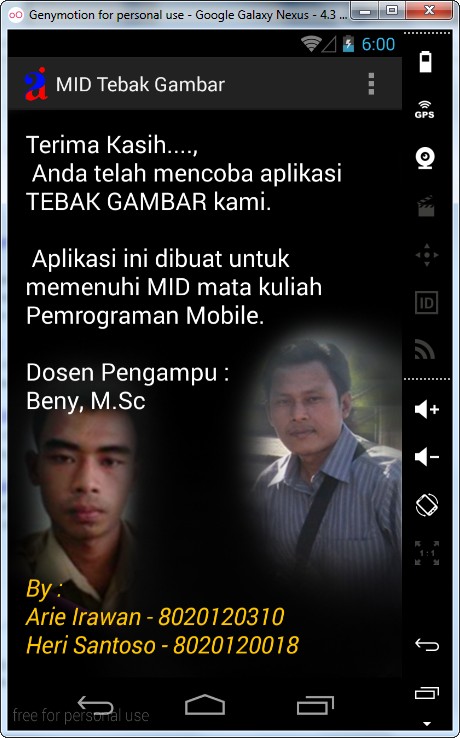 Genymotion for personal use - Google Galaxy Nexus - 4.3 ...
6:00
MID Tebak Gambar
GPS
Terima Kasih....,
Anda telah mencoba aplikasi
TEBAK GAMBAR kami.
Aplikasi ini dibuat untuk
memenuhi MID mata kuliah
Pemrograman Mobile.
ID
Dosen Pengampu :
Beny, M.Sc
1:1
By :
Arie Irawan - 8020120310
Heri Santoso - 8020120018
free for personal use